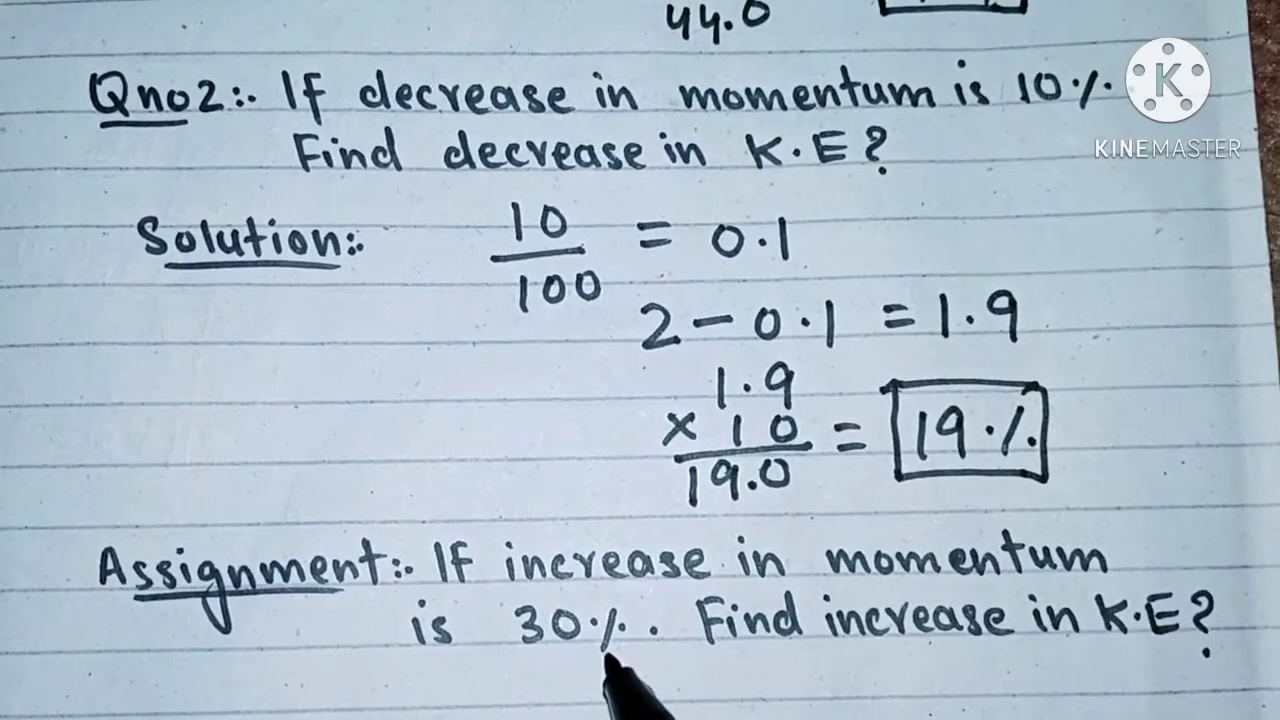 44.0
Qno2:. If decrease in momentum is 10%.
Find decrease in K.E?
Solution:. 10/100 = 0.1
2 - 0.1 = 1.9
1.9
× 10 = 19%
19.0
Assignment:. If increase in momentum
is 30%. Find increase in K.E?
K
KINEMASTER